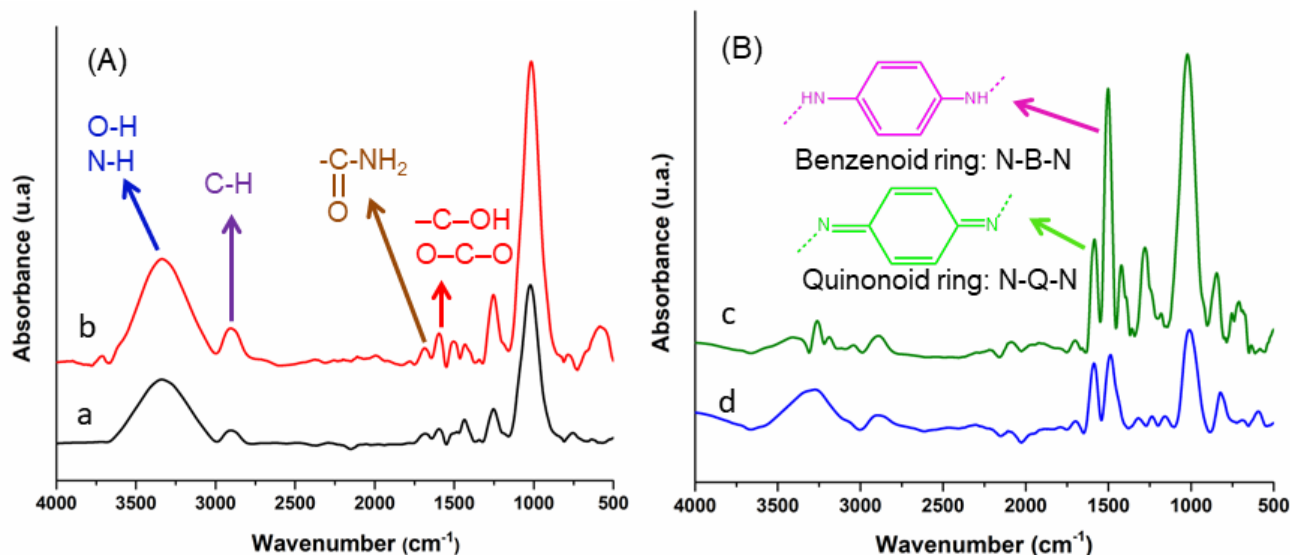 (A)
O-H
N-H
C-H
-C-NH₂
O
-C-OH
O-C-O
b
a
Absorbance (u.a)
4000 3500 3000 2500 2000 1500 1000 500
Wavenumber (cm⁻¹)
(B)
HN
NH
Benzenoid ring: N-B-N
N
N
Quinonoid ring: N-Q-N
c
d
Absorbance (u.a.)
4000 3500 3000 2500 2000 1500 1000 500
Wavenumber (cm⁻¹)